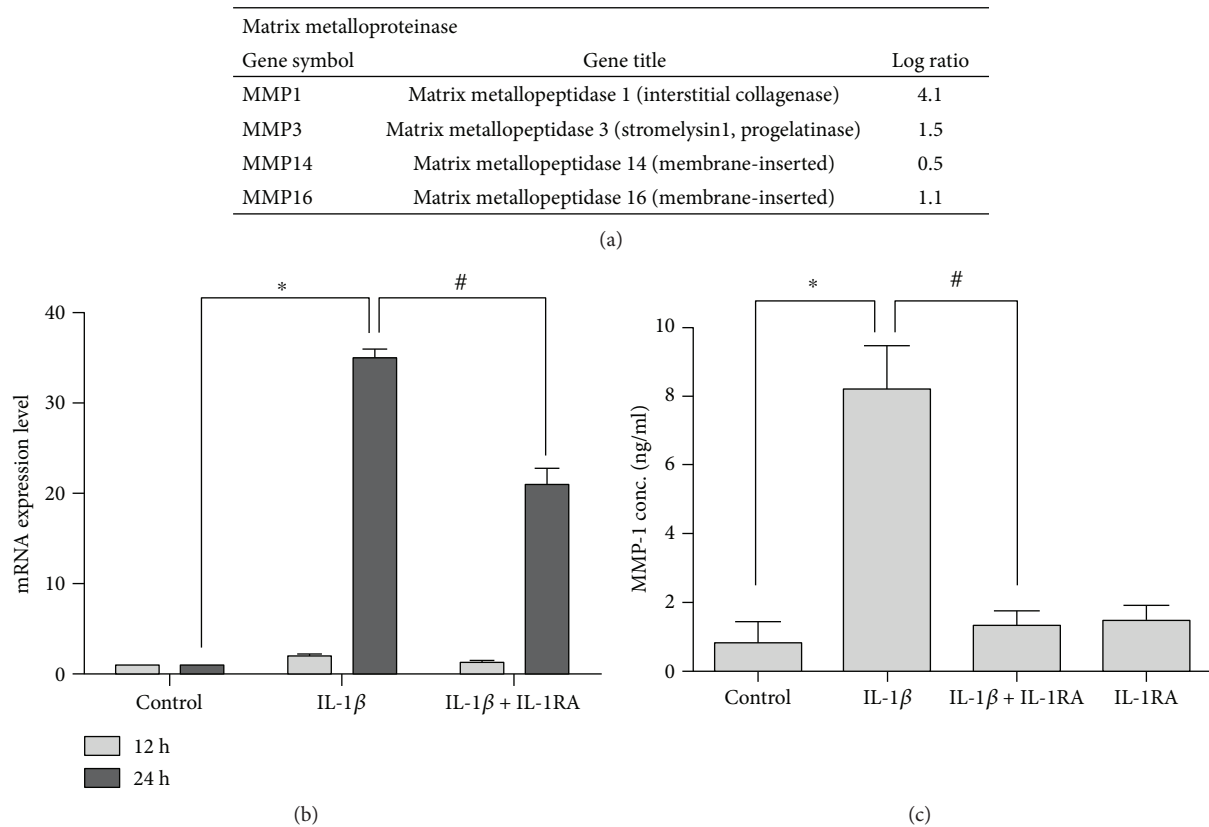 Matrix metalloproteinase
Gene symbol Gene title Log ratio
MMP1 Matrix metallopeptidase 1 (interstitial collagenase) 4.1
MMP3 Matrix metallopeptidase 3 (stromelysin1, progelatinase) 1.5
MMP14 Matrix metallopeptidase 14 (membrane-inserted) 0.5
MMP16 Matrix metallopeptidase 16 (membrane-inserted) 1.1
(a)
mRNA expression level
40
30
20
10
0
*
#
Control IL-1β IL-1β + IL-1RA
12 h
24 h
(b)
MMP-1 conc. (ng/ml)
10
8
6
4
2
0
*
#
Control IL-1β IL-1β + IL-1RA IL-1RA
(c)